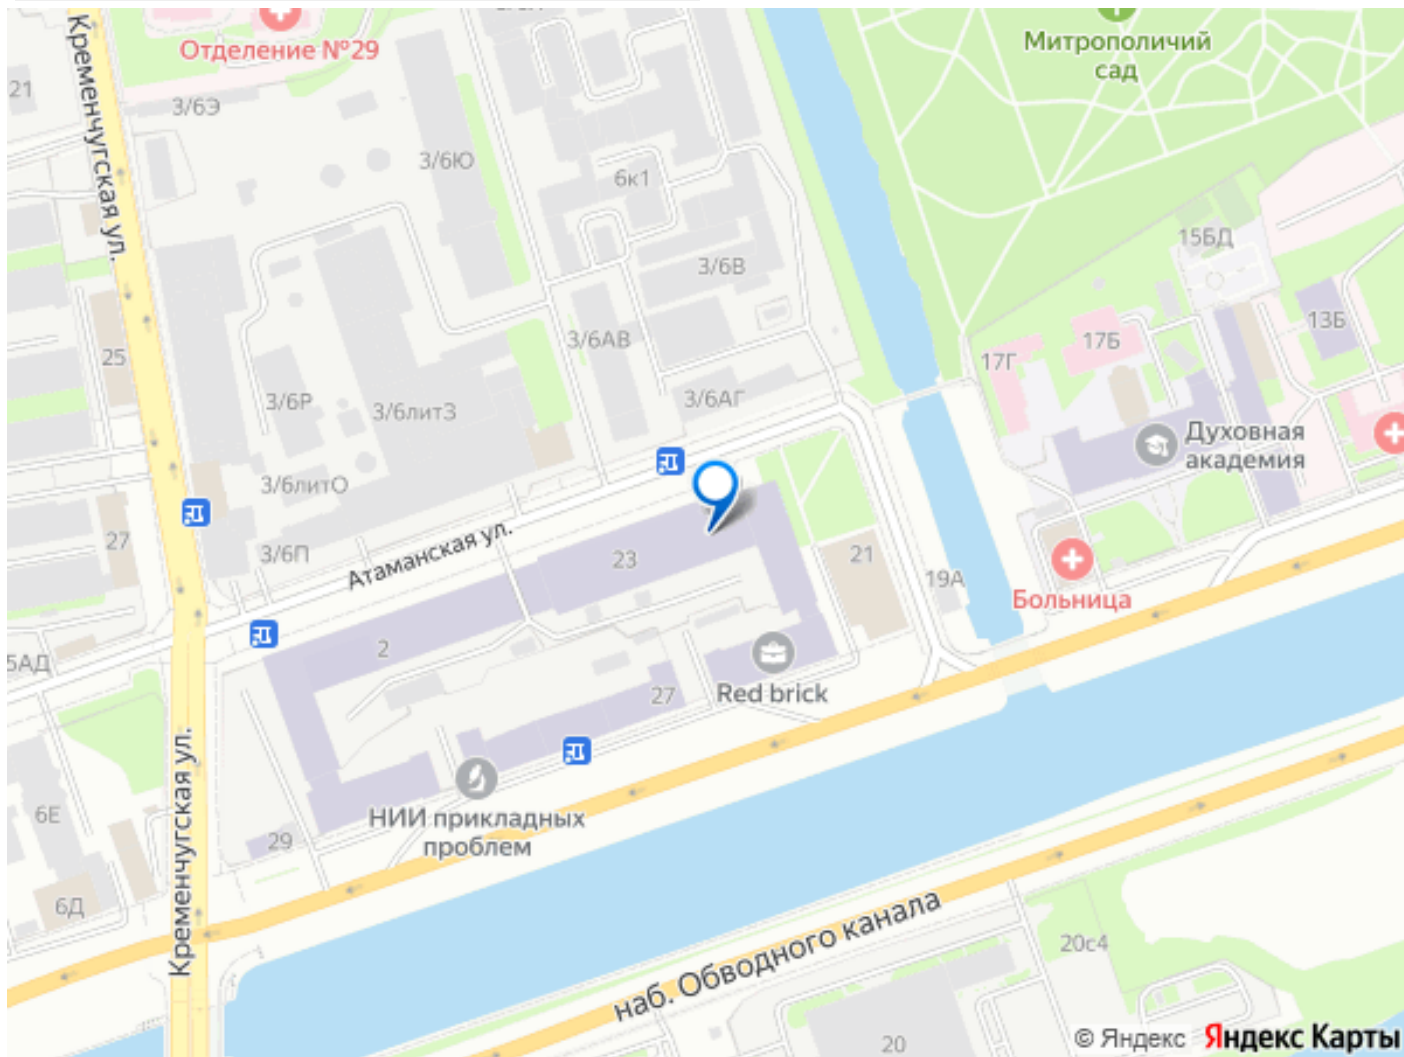 Отделение №29
Митрополичий
сад
Кременчугская ул.
21
3/6Э
3/6Ю
6к1
15БД
3/6В
13Б
3/6АВ
17Б
25
17Г
3/6Р
3/6литЗ
3/6АГ
Духовная
академия
3/6литО
27
3/6П
Атаманская ул.
23
21
19А
Больница
2
5АД
27
Red brick
Кременчугская ул.
НИИ прикладных
проблем
6Е
29
6Д
наб. Обводного канала
20с4
20
© Яндекс Яндекс Карты